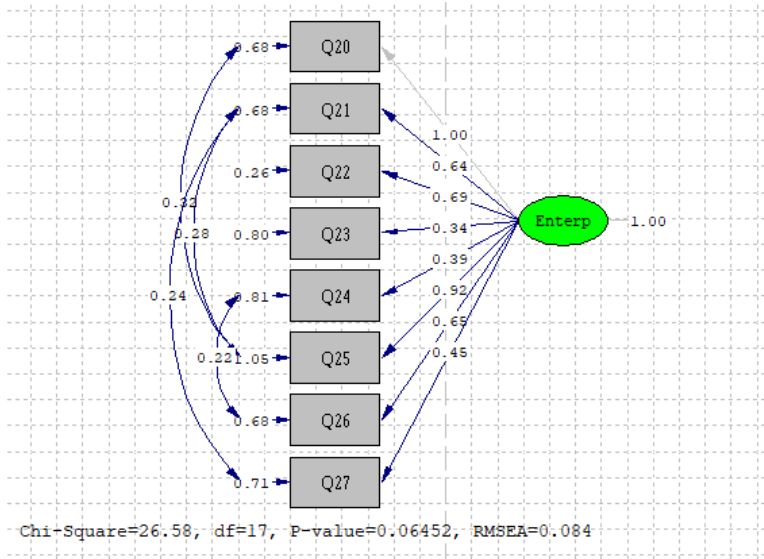 0.68 Q20
0.68 Q21
1.00
0.64
0.26 Q22
0.69
0.32
0.34
Enterp 1.00
0.28 0.80 Q23
0.39
0.24 0.81 Q24
0.92
0.65
0.45
0.22 1.05 Q25
0.68 Q26
0.71 Q27
Chi-Square=26.58, df=17, P-value=0.06452, RMSEA=0.084